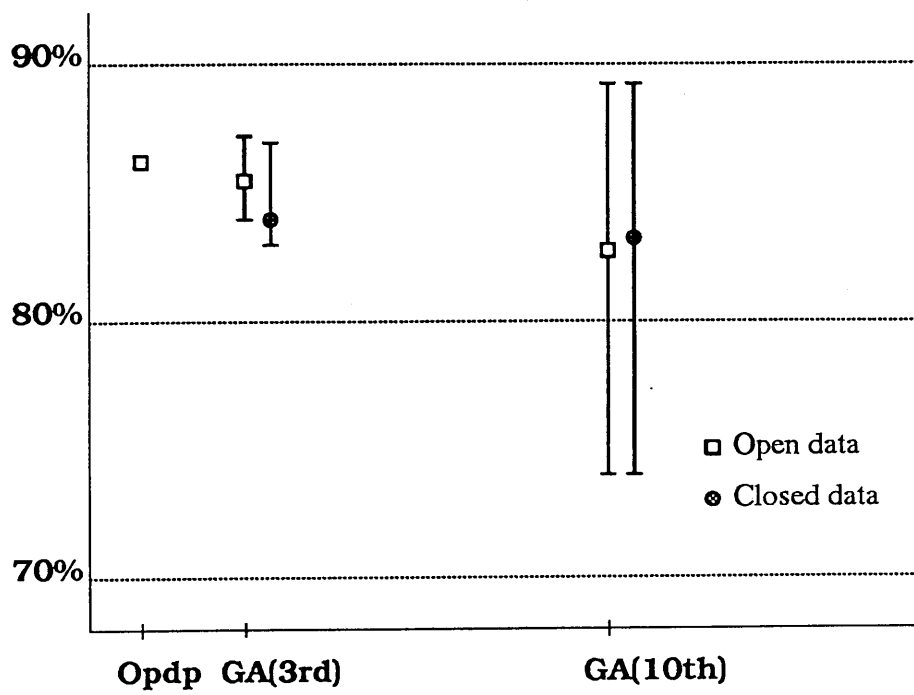 90%
80%
Open data
Closed data
70%
Opdp GA(3rd) GA(10th)